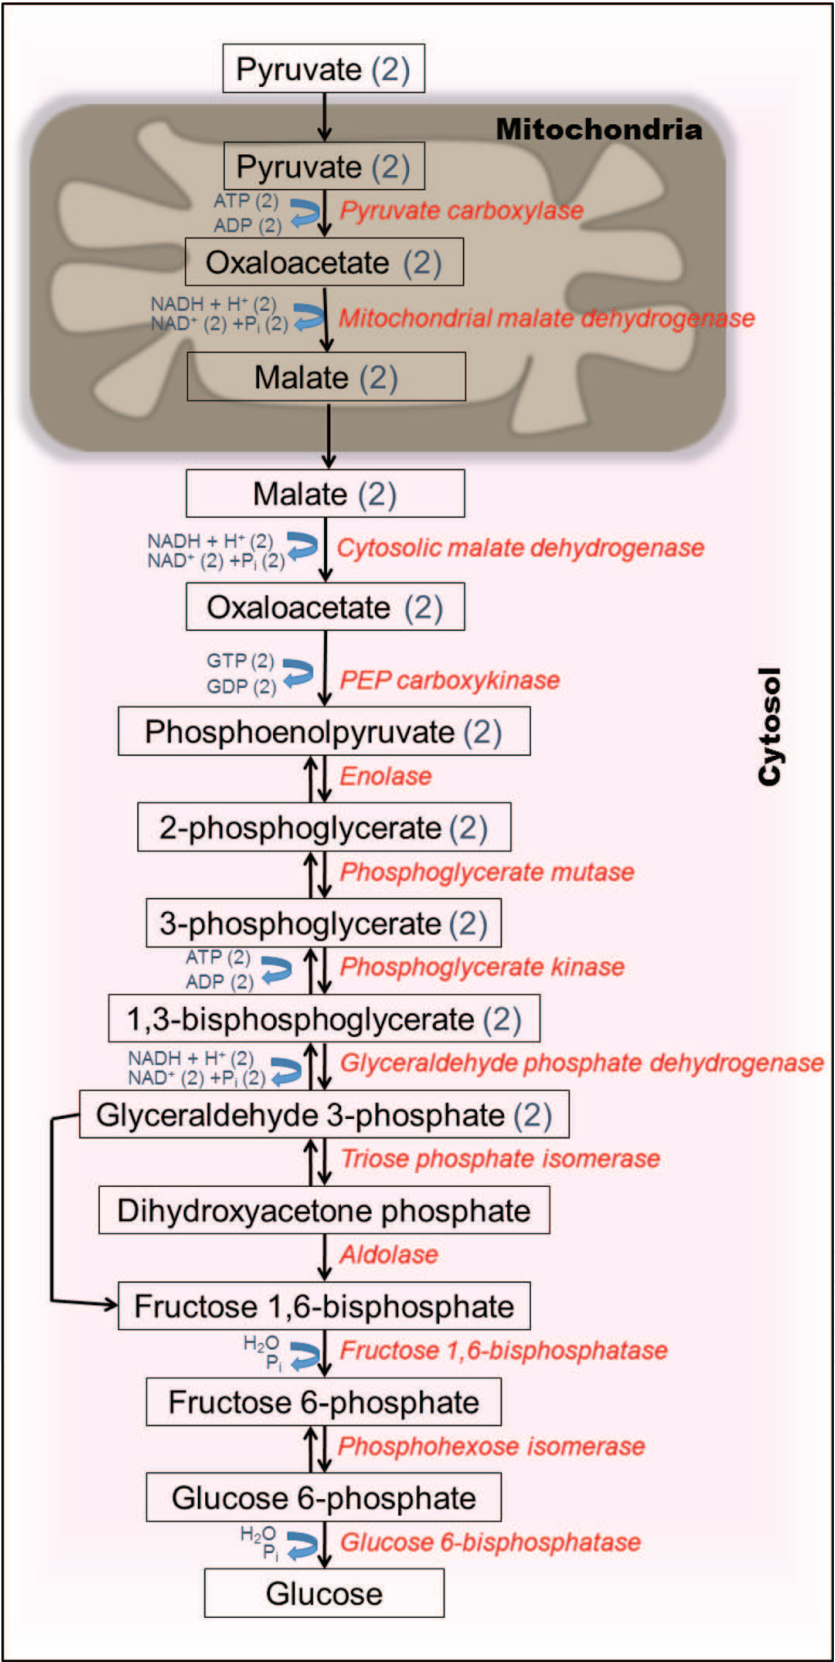 Pyruvate (2)
Mitochondria
Pyruvate (2)
ATP (2)
ADP (2)
Pyruvate carboxylase
Oxaloacetate (2)
NADH + H⁺ (2)
NAD⁺ (2) +Pᵢ (2)
Mitochondrial malate dehydrogenase
Malate (2)
Malate (2)
NADH + H⁺ (2)
NAD⁺ (2) +Pᵢ (2)
Cytosolic malate dehydrogenase
Oxaloacetate (2)
GTP (2)
GDP (2)
PEP carboxykinase
Cytosol
Phosphoenolpyruvate (2)
Enolase
2-phosphoglycerate (2)
Phosphoglycerate mutase
3-phosphoglycerate (2)
ATP (2)
ADP (2)
Phosphoglycerate kinase
1,3-bisphosphoglycerate (2)
NADH + H⁺ (2)
NAD⁺ (2) +Pᵢ (2)
Glyceraldehyde phosphate dehydrogenase
Glyceraldehyde 3-phosphate (2)
Triose phosphate isomerase
Dihydroxyacetone phosphate
Aldolase
Fructose 1,6-bisphosphate
H₂O
Pᵢ
Fructose 1,6-bisphosphatase
Fructose 6-phosphate
Phosphohexose isomerase
Glucose 6-phosphate
H₂O
Pᵢ
Glucose 6-bisphosphatase
Glucose